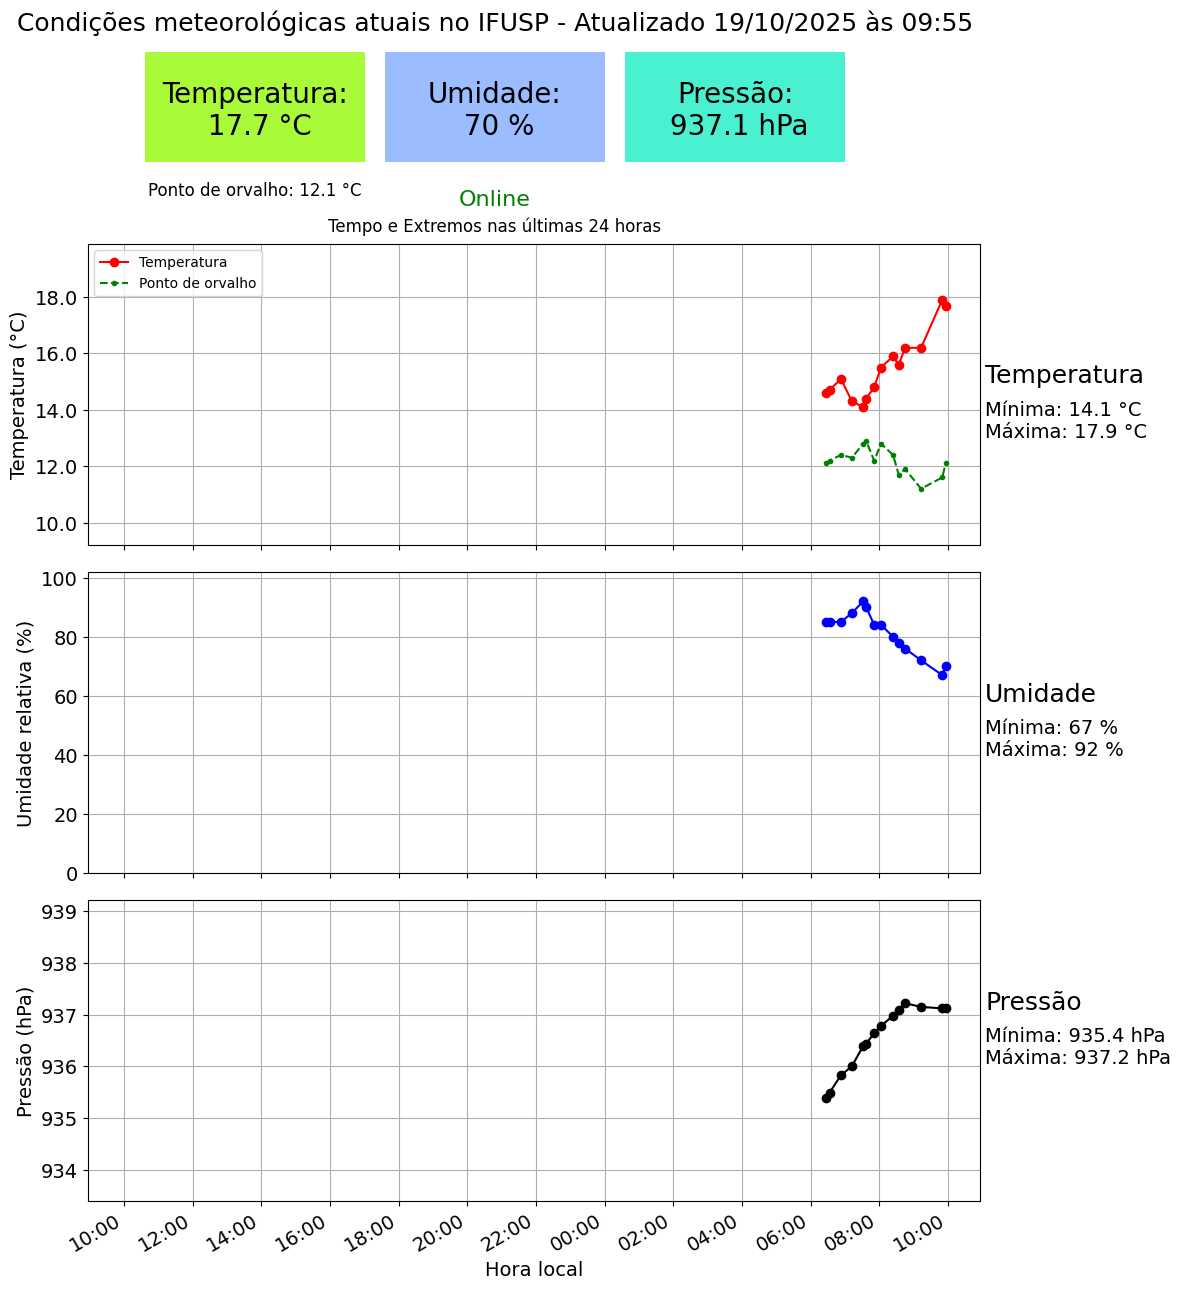 Condições meteorológicas atuais no IFUSP - Atualizado 19/10/2025 às 09:55
Temperatura:
17.7 °C
Umidade:
70 %
Pressão:
937.1 hPa
Ponto de orvalho: 12.1 °C
Online
Tempo e Extremos nas últimas 24 horas
Temperatura
Ponto de orvalho
Temperatura (°C)
18.0
16.0
14.0
12.0
10.0
Temperatura
Mínima: 14.1 °C
Máxima: 17.9 °C
Umidade relativa (%)
100
80
60
40
20
0
Umidade
Mínima: 67 %
Máxima: 92 %
Pressão (hPa)
939
938
937
936
935
934
Pressão
Mínima: 935.4 hPa
Máxima: 937.2 hPa
10:00
12:00
14:00
16:00
18:00
20:00
22:00
00:00
02:00
04:00
06:00
08:00
10:00
Hora local